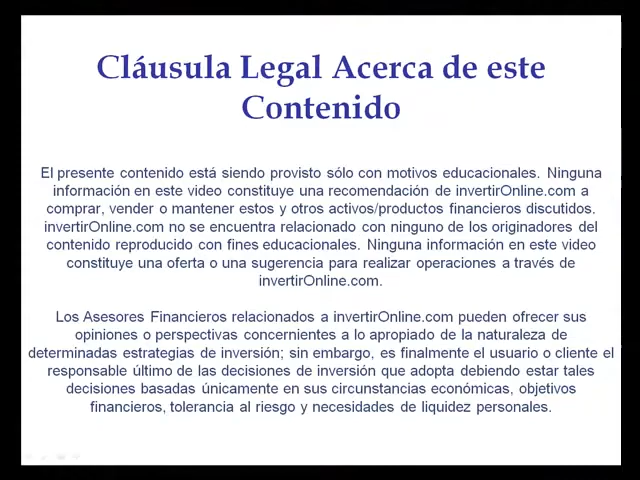 Cláusula Legal Acerca de este
Contenido
El presente contenido está siendo provisto sólo con motivos educacionales. Ninguna
información en este video constituye una recomendación de invertirOnline.com a
comprar, vender o mantener estos y otros activos/productos financieros discutidos.
invertirOnline.com no se encuentra relacionado con ninguno de los originadores del
contenido reproducido con fines educacionales. Ninguna información en este video
constituye una oferta o una sugerencia para realizar operaciones a través de
invertirOnline.com.
Los Asesores Financieros relacionados a invertirOnline.com pueden ofrecer sus
opiniones o perspectivas concernientes a lo apropiado de la naturaleza de
determinadas estrategias de inversión; sin embargo, es finalmente el usuario o cliente el
responsable último de las decisiones de inversión que adopta debiendo estar tales
decisiones basadas únicamente en sus circunstancias económicas, objetivos
financieros, tolerancia al riesgo y necesidades de liquidez personales.